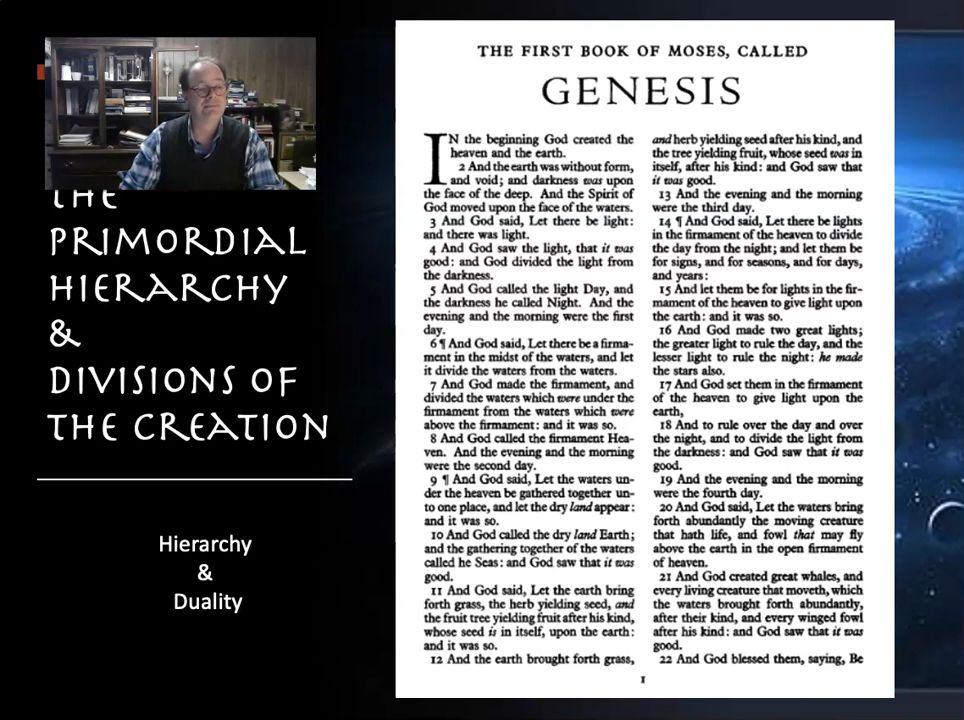 THE
PRIMORDIAL
HIERARCHY
&
DIVISIONS OF
THE CREATION
Hierarchy
&
Duality
THE FIRST BOOK OF MOSES, CALLED
GENESIS
IN the beginning God created the
heaven and the earth.
2 And the earth was without form,
and void; and darkness was upon
the face of the deep. And the Spirit of
God moved upon the face of the waters.
3 And God said, Let there be light:
and there was light.
4 And God saw the light, that it was
good: and God divided the light from
the darkness.
5 And God called the light Day, and
the darkness he called Night. And the
evening and the morning were the first
day.
6 ¶ And God said, Let there be a firma-
ment in the midst of the waters, and let
it divide the waters from the waters.
7 And God made the firmament, and
divided the waters which were under the
firmament from the waters which were
above the firmament: and it was so.
8 And God called the firmament Hea-
ven. And the evening and the morning
were the second day.
9 ¶ And God said, Let the waters un-
der the heaven be gathered together un-
to one place, and let the dry land appear:
and it was so.
10 And God called the dry land Earth;
and the gathering together of the waters
called he Seas: and God saw that it was
good.
11 And God said, Let the earth bring
forth grass, the herb yielding seed, and
the fruit tree yielding fruit after his kind,
whose seed is in itself, upon the earth:
and it was so.
12 And the earth brought forth grass,
and herb yielding seed after his kind, and
the tree yielding fruit, whose seed was in
itself, after his kind: and God saw that
it was good.
13 And the evening and the morning
were the third day.
14 ¶ And God said, Let there be lights
in the firmament of the heaven to divide
the day from the night; and let them be
for signs, and for seasons, and for days,
and years:
15 And let them be for lights in the fir-
mament of the heaven to give light upon
the earth: and it was so.
16 And God made two great lights;
the greater light to rule the day, and the
lesser light to rule the night: he made
the stars also.
17 And God set them in the firmament
of the heaven to give light upon the
earth,
18 And to rule over the day and over
the night, and to divide the light from
the darkness: and God saw that it was
good.
19 And the evening and the morning
were the fourth day.
20 And God said, Let the waters bring
forth abundantly the moving creature
that hath life, and fowl that may fly
above the earth in the open firmament
of heaven.
21 And God created great whales, and
every living creature that moveth, which
the waters brought forth abundantly,
after their kind, and every winged fowl
after his kind: and God saw that it was
good.
22 And God blessed them, saying, Be
1